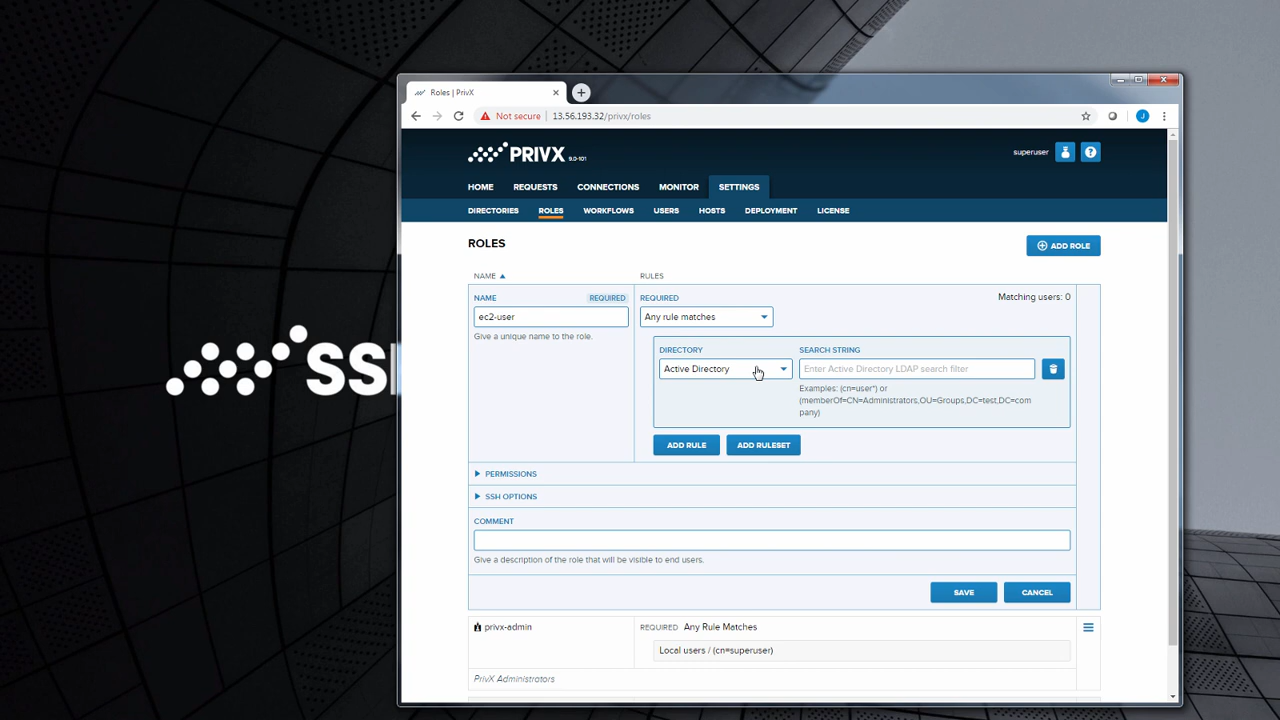 Roles | PrivX
Not secure
13.56.193.32/privx/roles
J
PRIVX 9.0-101
superuser
HOME
REQUESTS
CONNECTIONS
MONITOR
SETTINGS
DIRECTORIES
ROLES
WORKFLOWS
USERS
HOSTS
DEPLOYMENT
LICENSE
ROLES
ADD ROLE
NAME
RULES
NAME
REQUIRED
ec2-user
Give a unique name to the role.
REQUIRED
Matching users: 0
Any rule matches
DIRECTORY
SEARCH STRING
Active Directory
Enter Active Directory LDAP search filter
Examples: (cn=user*) or
(memberOf=CN=Administrators,OU=Groups,DC=test,DC=com
pany)
ADD RULE
ADD RULESET
PERMISSIONS
SSH OPTIONS
COMMENT
Give a description of the role that will be visible to end users.
SAVE
CANCEL
privx-admin
REQUIRED Any Rule Matches
Local users / (cn=superuser)
PrivX Administrators
SS